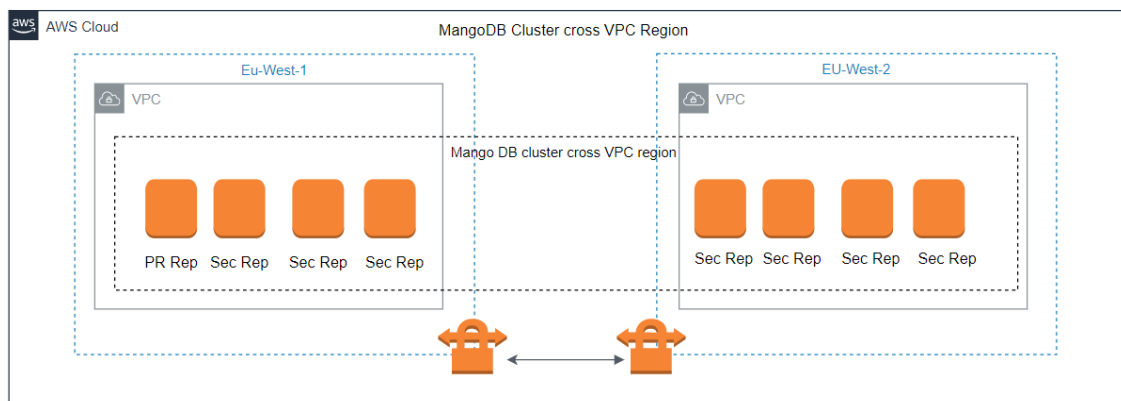 aws
AWS Cloud
MangoDB Cluster cross VPC Region
Eu-West-1
EU-West-2
VPC
VPC
Mango DB cluster cross VPC region
PR Rep Sec Rep Sec Rep Sec Rep
Sec Rep Sec Rep Sec Rep Sec Rep